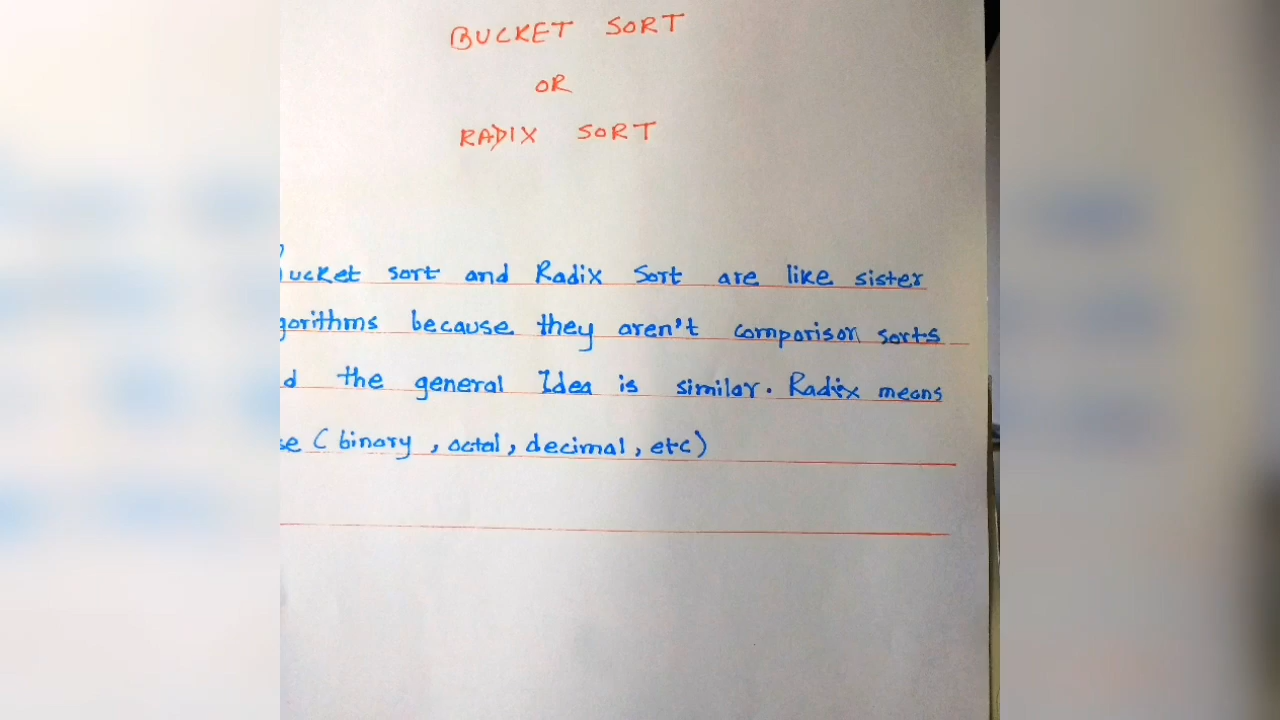 BUCKET SORT
OR
RADIX SORT
Bucket sort and Radix Sort are like sister
gorithms because they aren't comparison sorts
d the general Idea is similar. Radix means
se (binary, octal, decimal, etc)